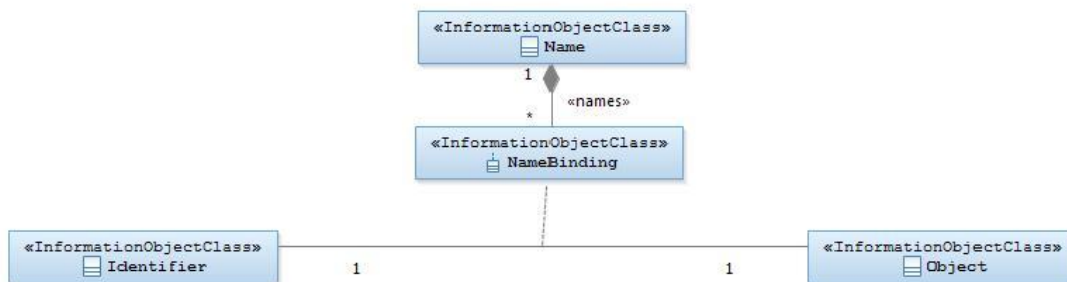 «InformationObjectClass»
Name
1
«names»
*
«InformationObjectClass»
NameBinding
«InformationObjectClass»
Identifier
1
1
«InformationObjectClass»
Object